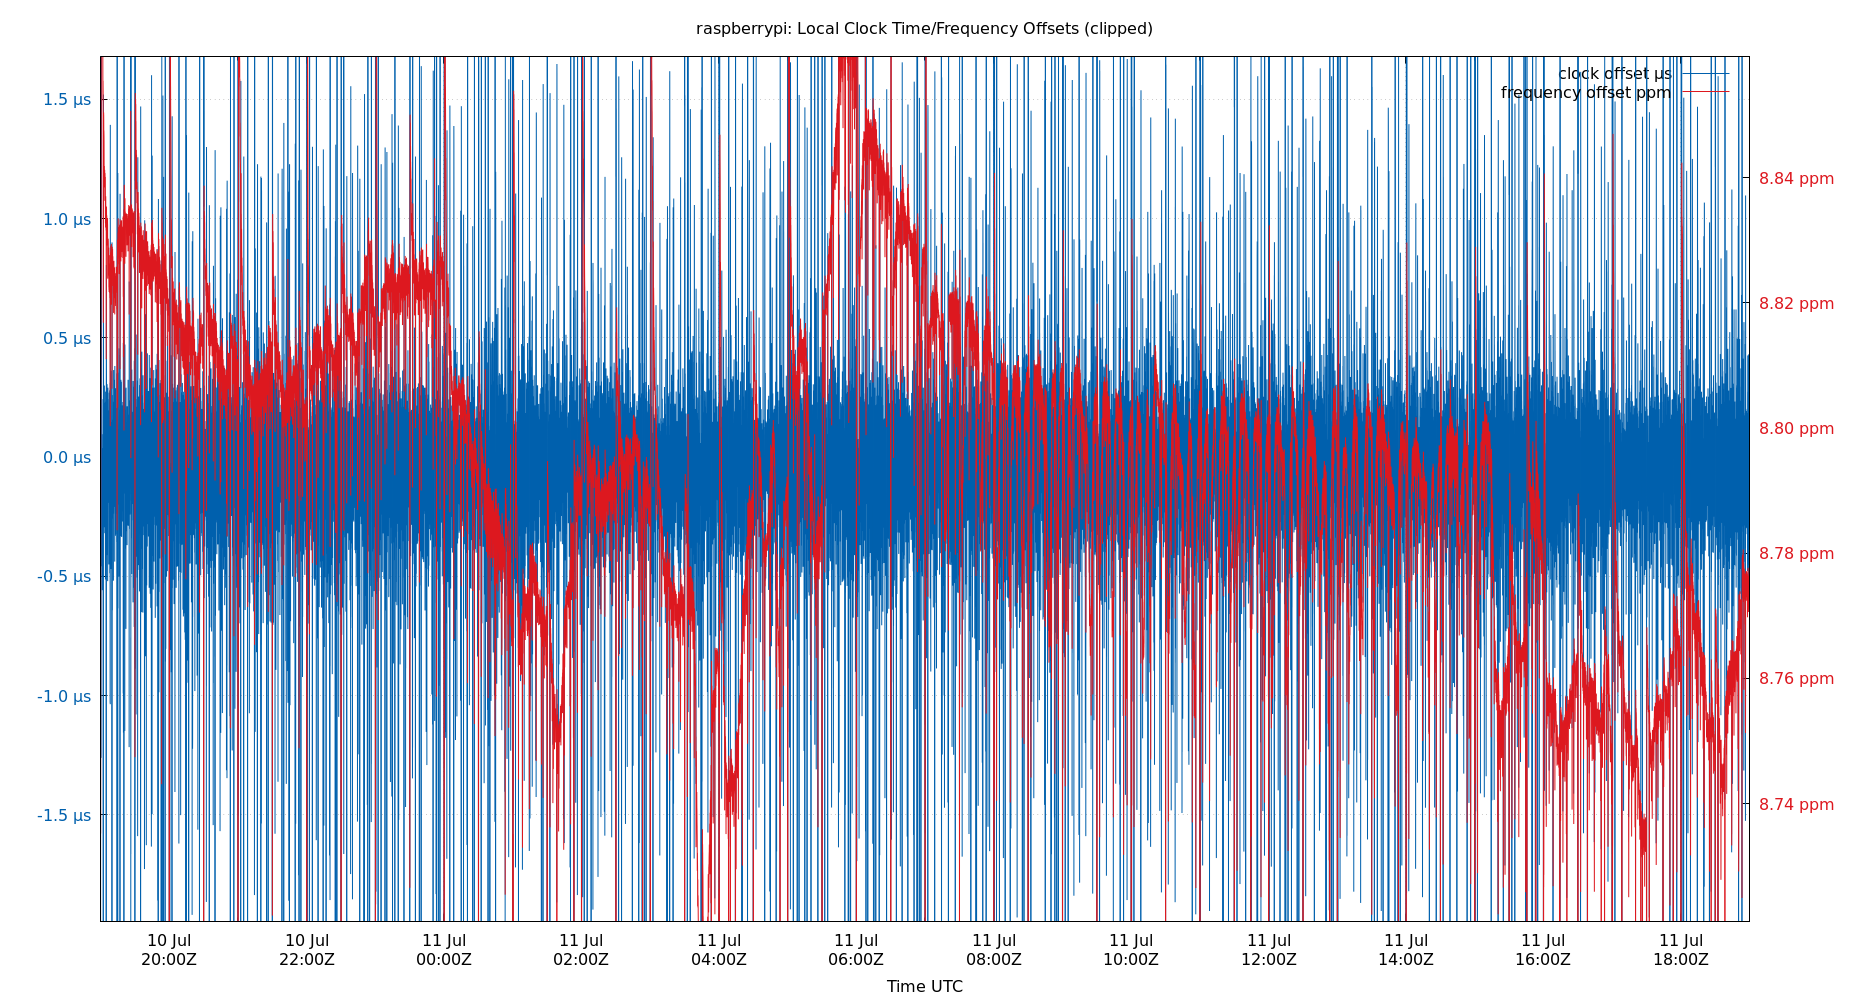 raspberrypi: Local Clock Time/Frequency Offsets (clipped)
clock offset µs
frequency offset ppm
1.5 µs
1.0 µs
0.5 µs
0.0 µs
-0.5 µs
-1.0 µs
-1.5 µs
8.84 ppm
8.82 ppm
8.80 ppm
8.78 ppm
8.76 ppm
8.74 ppm
10 Jul 10 Jul 11 Jul 11 Jul 11 Jul 11 Jul 11 Jul 11 Jul 11 Jul 11 Jul 11 Jul 11 Jul
20:00Z 22:00Z 00:00Z 02:00Z 04:00Z 06:00Z 08:00Z 10:00Z 12:00Z 14:00Z 16:00Z 18:00Z
Time UTC